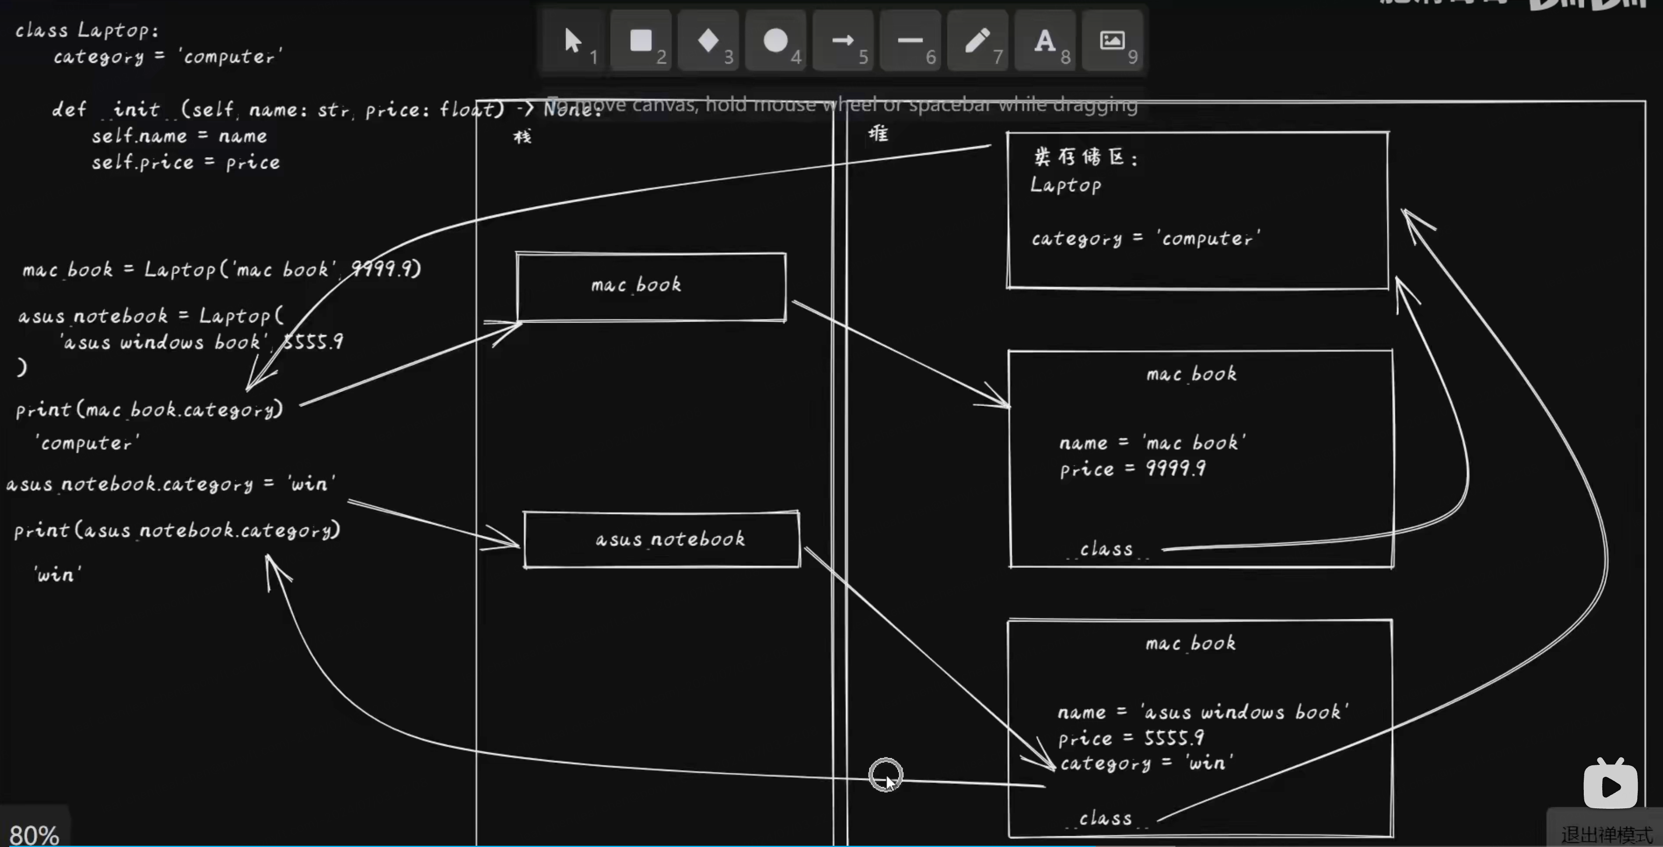 class Laptop:
category = 'computer'
def __init__(self, name: str, price: float) -> None:
self.name = name
self.price = price
mac_book = Laptop('mac book', 9999.9)
asus_notebook = Laptop(
'asus windows book', 5555.9
)
print(mac_book.category)
'computer'
asus_notebook.category = 'win'
print(asus_notebook.category)
'win'
1
2
3
4
5
6
7
A 8
9
To move canvas, hold mouse wheel or spacebar while dragging
栈
mac_book
asus_notebook
堆
类存储区:
Laptop
category = 'computer'
mac_book
name = 'mac book'
price = 9999.9
__class__
mac_book
name = 'asus windows book'
price = 5555.9
category = 'win'
__class__
80%
退出禅模式